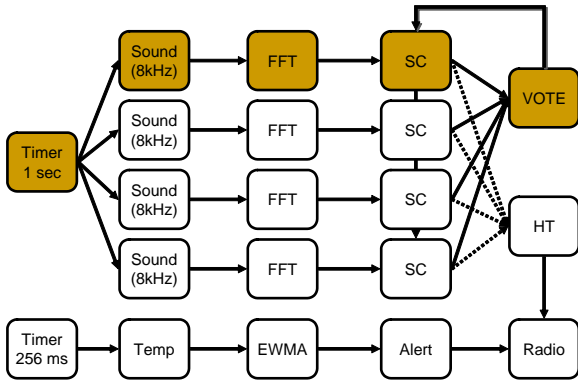 Sound
(8kHz)
FFT
SC
VOTE
Sound
(8kHz)
FFT
SC
Timer
1 sec
Sound
(8kHz)
FFT
SC
HT
Sound
(8kHz)
FFT
SC
Timer
256 ms
Temp
EWMA
Alert
Radio